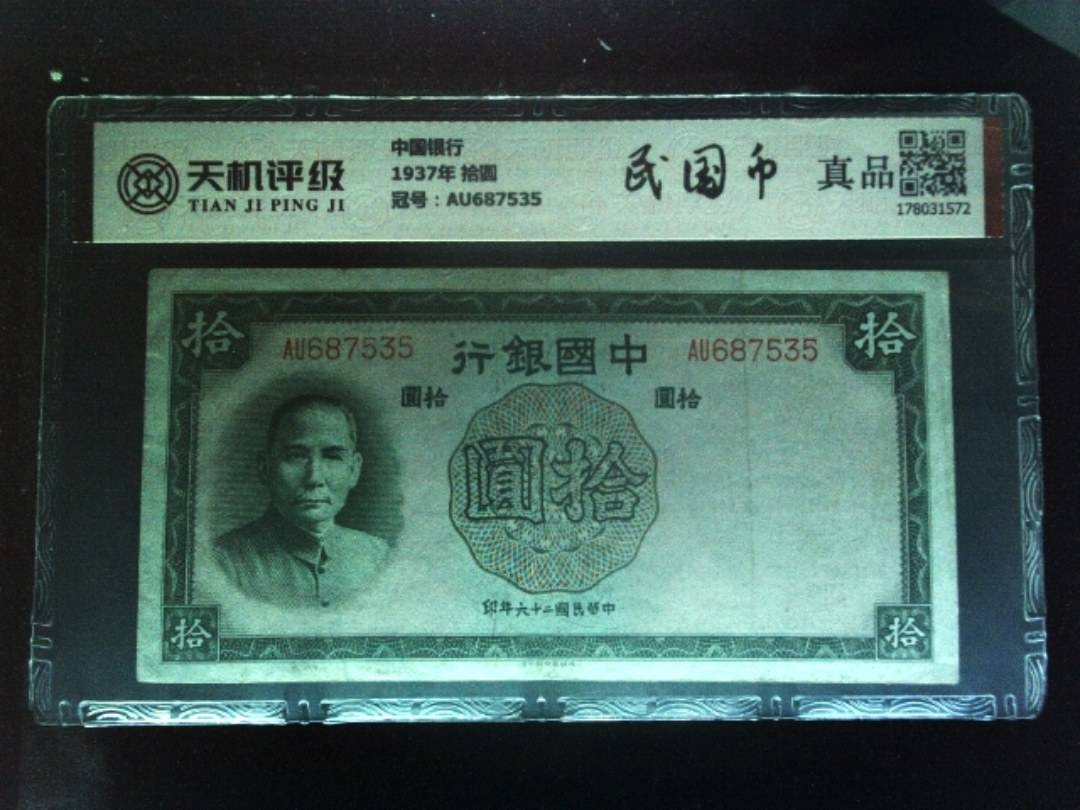 天机评级
TIAN JI PING JI
中国银行
1937年 拾圆
冠号：AU687535
民国币
真品
178031572
拾
拾
AU687535
中國銀行
AU687535
拾圓
拾圓
拾圓
中華民國二十六年印
拾
拾